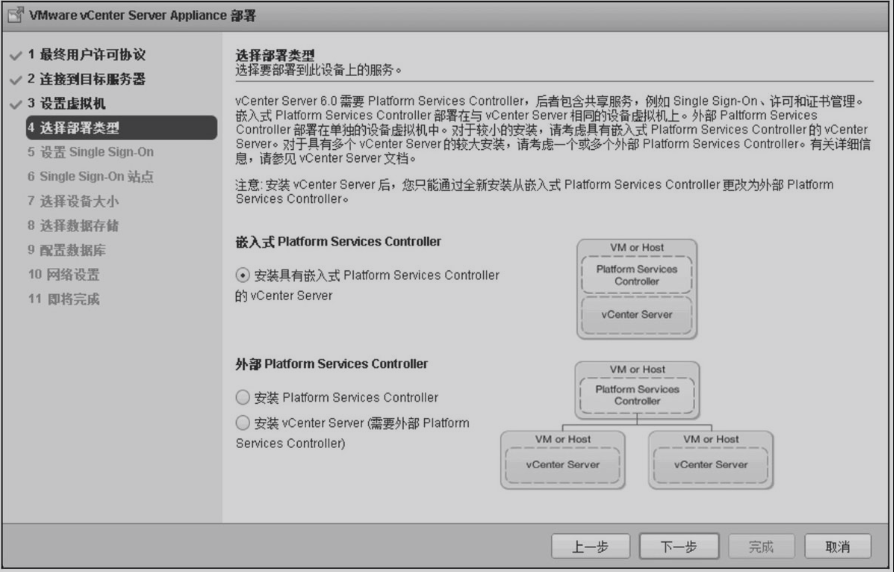 VMware vCenter Server Appliance 部署
1 最终用户许可协议
2 连接到目标服务器
3 设置虚拟机
4 选择部署类型
5 设置 Single Sign-On
6 Single Sign-On 站点
7 选择设备大小
8 选择数据存储
9 配置数据库
10 网络设置
11 即将完成
选择部署类型
选择要部署到此设备上的服务。
vCenter Server 6.0 需要 Platform Services Controller，后者包含共享服务，例如 Single Sign-On、许可和证书管理。
嵌入式 Platform Services Controller 部署在与 vCenter Server 相同的设备虚拟机上。外部 Paltform Services
Controller 部署在单独的设备虚拟机中。对于较小的安装，请考虑具有嵌入式 Platform Services Controller 的 vCenter
Server。对于具有多个 vCenter Server 的较大安装，请考虑一个或多个外部 Platform Services Controller。有关详细信
息，请参见 vCenter Server 文档。
注意: 安装 vCenter Server 后，您只能通过全新安装从嵌入式 Platform Services Controller 更改为外部 Platform
Services Controller。
嵌入式 Platform Services Controller
安装具有嵌入式 Platform Services Controller
的 vCenter Server
VM or Host
Platform Services
Controller
vCenter Server
外部 Platform Services Controller
安装 Platform Services Controller
安装 vCenter Server (需要外部 Platform
Services Controller)
VM or Host
Platform Services
Controller
VM or Host
vCenter Server
VM or Host
vCenter Server
上一步
下一步
完成
取消